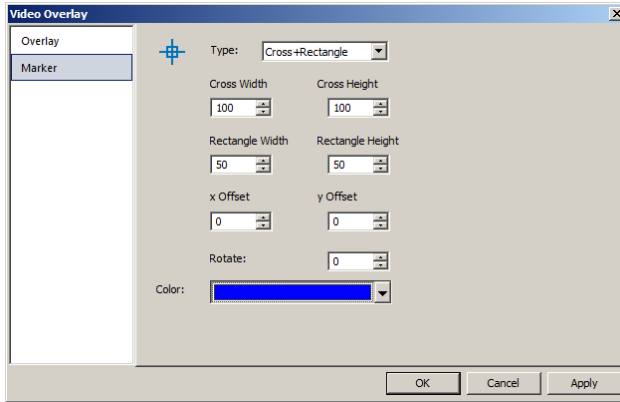 Video Overlay
Overlay
Marker
Type: Cross+Rectangle
Cross Width Cross Height
100 100
Rectangle Width Rectangle Height
50 50
x Offset y Offset
0 0
Rotate: 0
Color:
OK Cancel Apply